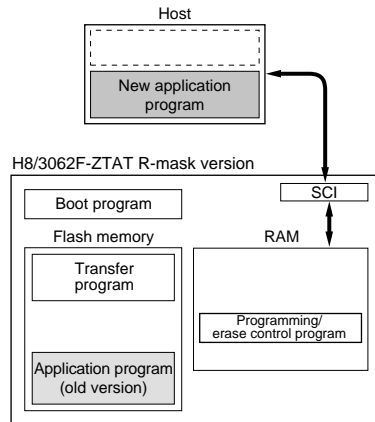 Host
New application
program
H8/3062F-ZTAT R-mask version
SCI
Boot program
Flash memory
RAM
Transfer
program
Programming/
erase control program
Application program
(old version)